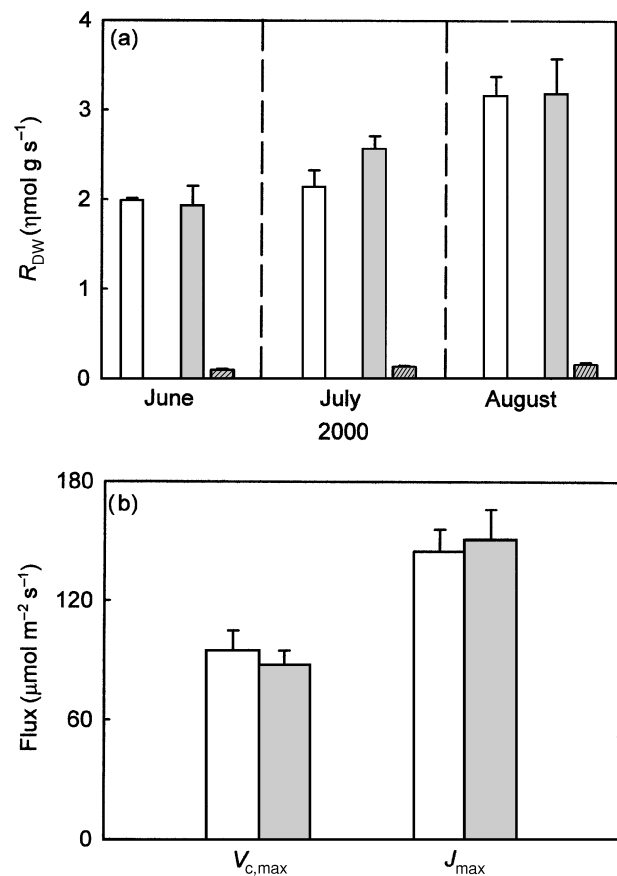 (a)
4
3
2
1
0
R_DW (ηmol g s⁻¹)
June July August
2000
(b)
180
120
60
0
Flux (μmol m⁻² s⁻¹)
V_c,max J_max